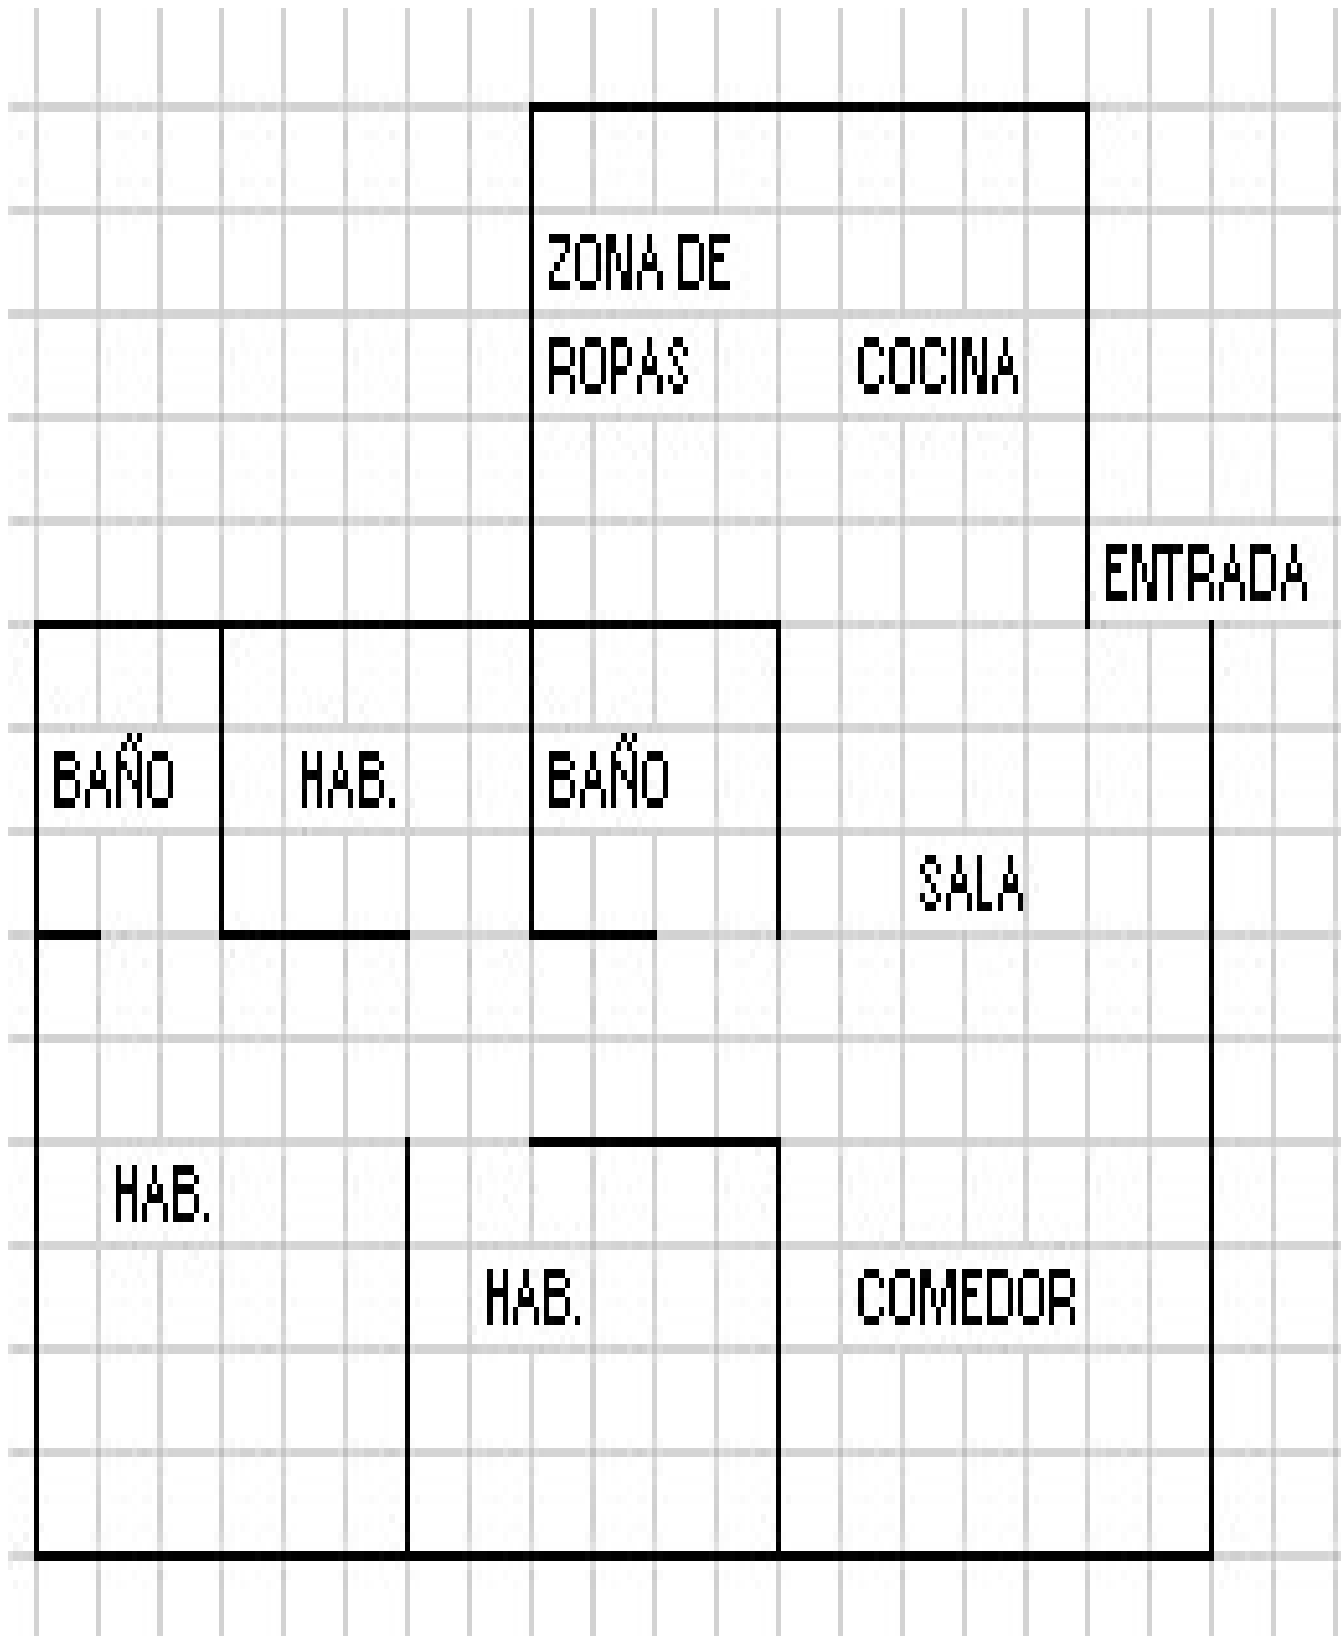 ZONA DE
ROPAS
COCINA
ENTRADA
BAÑO
HAB.
BAÑO
SALA
HAB.
HAB.
COMEDOR